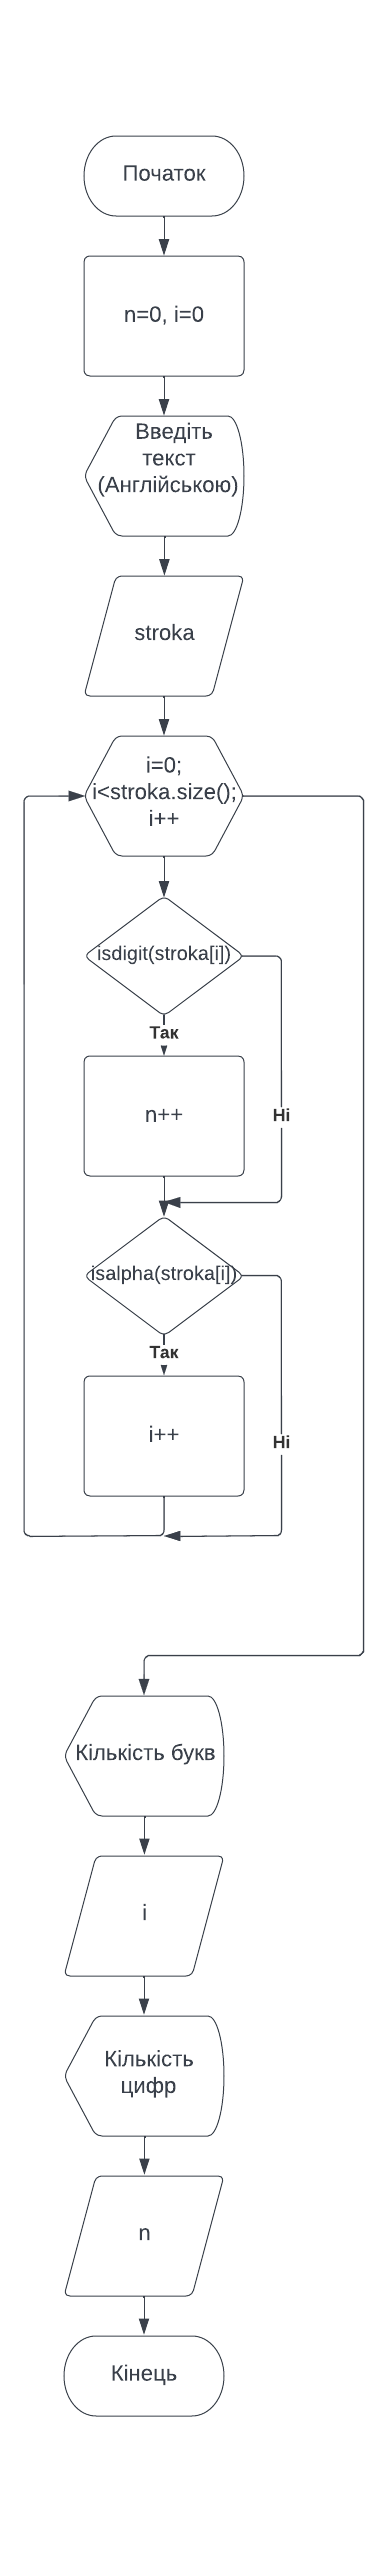 Початок
n=0, i=0
Введіть
текст
(Англійською)
stroka
i=0;
i<stroka.size();
i++
isdigit(stroka[i])
Так
n++
Ні
isalpha(stroka[i])
Так
i++
Ні
Кількість букв
i
Кількість
цифр
n
Кінець